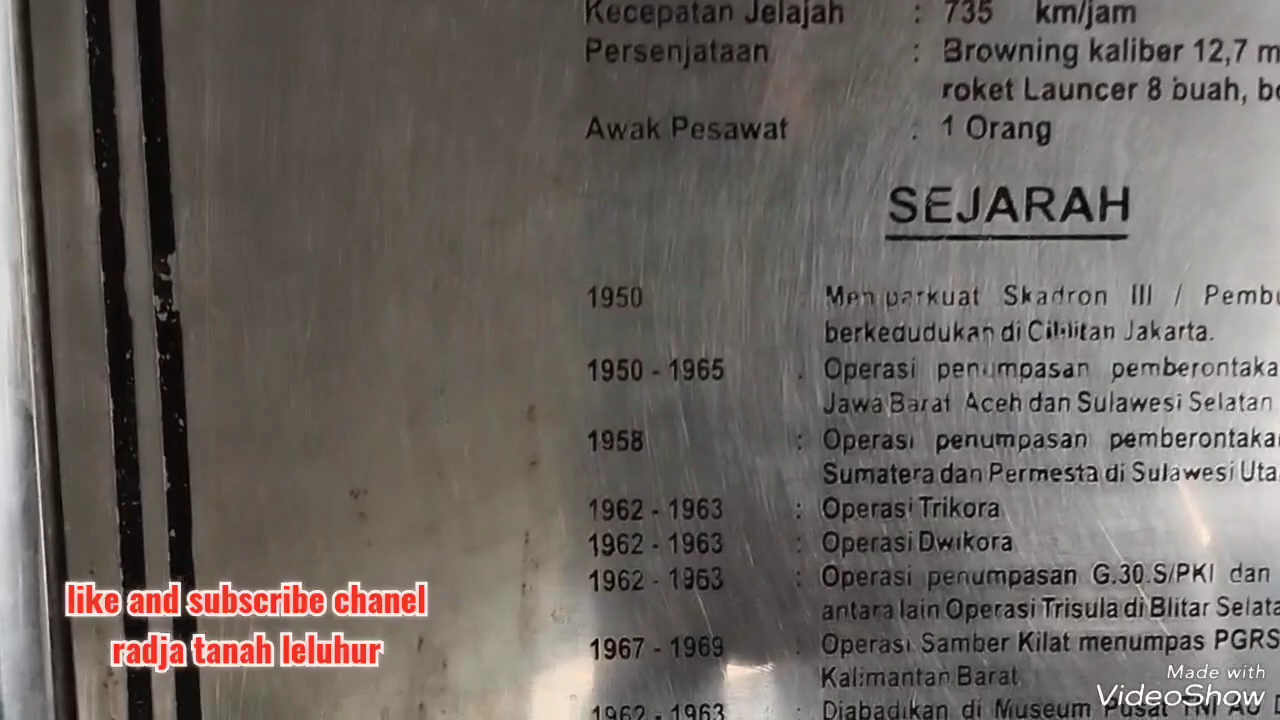 Kecepatan Jelajah : 735 km/jam
Persenjataan : Browning kaliber 12,7
roket Launcer 8 buah,
Awak Pesawat : 1 Orang
SEJARAH
1950 : Memparkuat Skadron III /
berkedudukan di Cililitan Jakarta.
1950 - 1965 : Operasi penumpasan
Jawa Barat Aceh dan Sulawesi Selatan
1958 : Operasi penumpasan
Sumatera dan Permesta di Sulawesi
1962 - 1963 : Operasi Trikora
1962 - 1963 : Operasi Dwikora
1962 - 1963 : Operasi penumpasan G.30.S/PKI dan
antara lain Operasi Trisula di Blitar
1967 - 1969 : Operasi Samber Kilat menumpas PGRS
Kalimantan Barat
1962 - 1963 : Diabadikan di Museum Pusat TNI AU
like and subscribe chanel
radja tanah leluhur
Made with
VideoShow